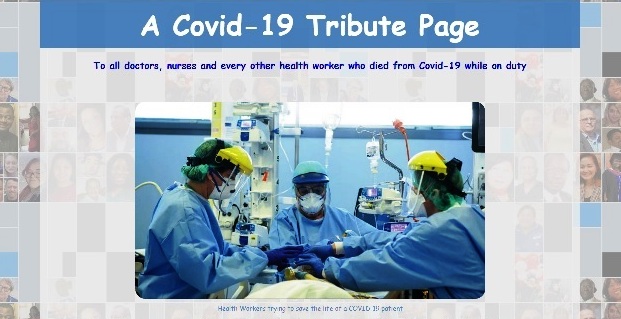 A Covid-19 Tribute Page
To all doctors, nurses and every other health worker who died from Covid-19 while on duty
Health Workers trying to save the life of a COVID 19 patient